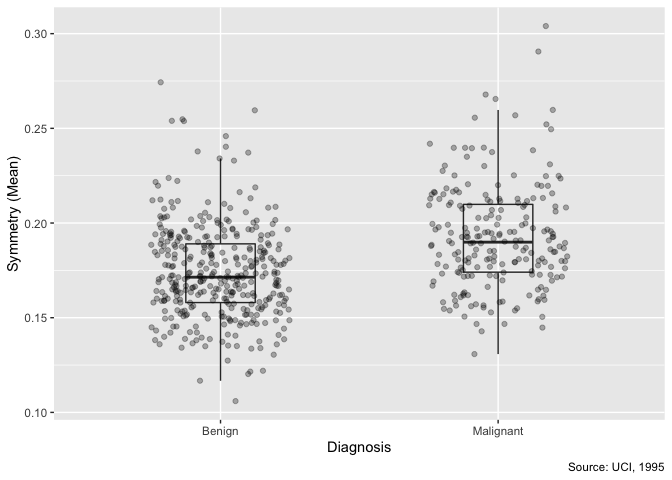 Symmetry (Mean)
0.30
0.25
0.20
0.15
0.10
Benign
Malignant
Diagnosis
Source: UCI, 1995